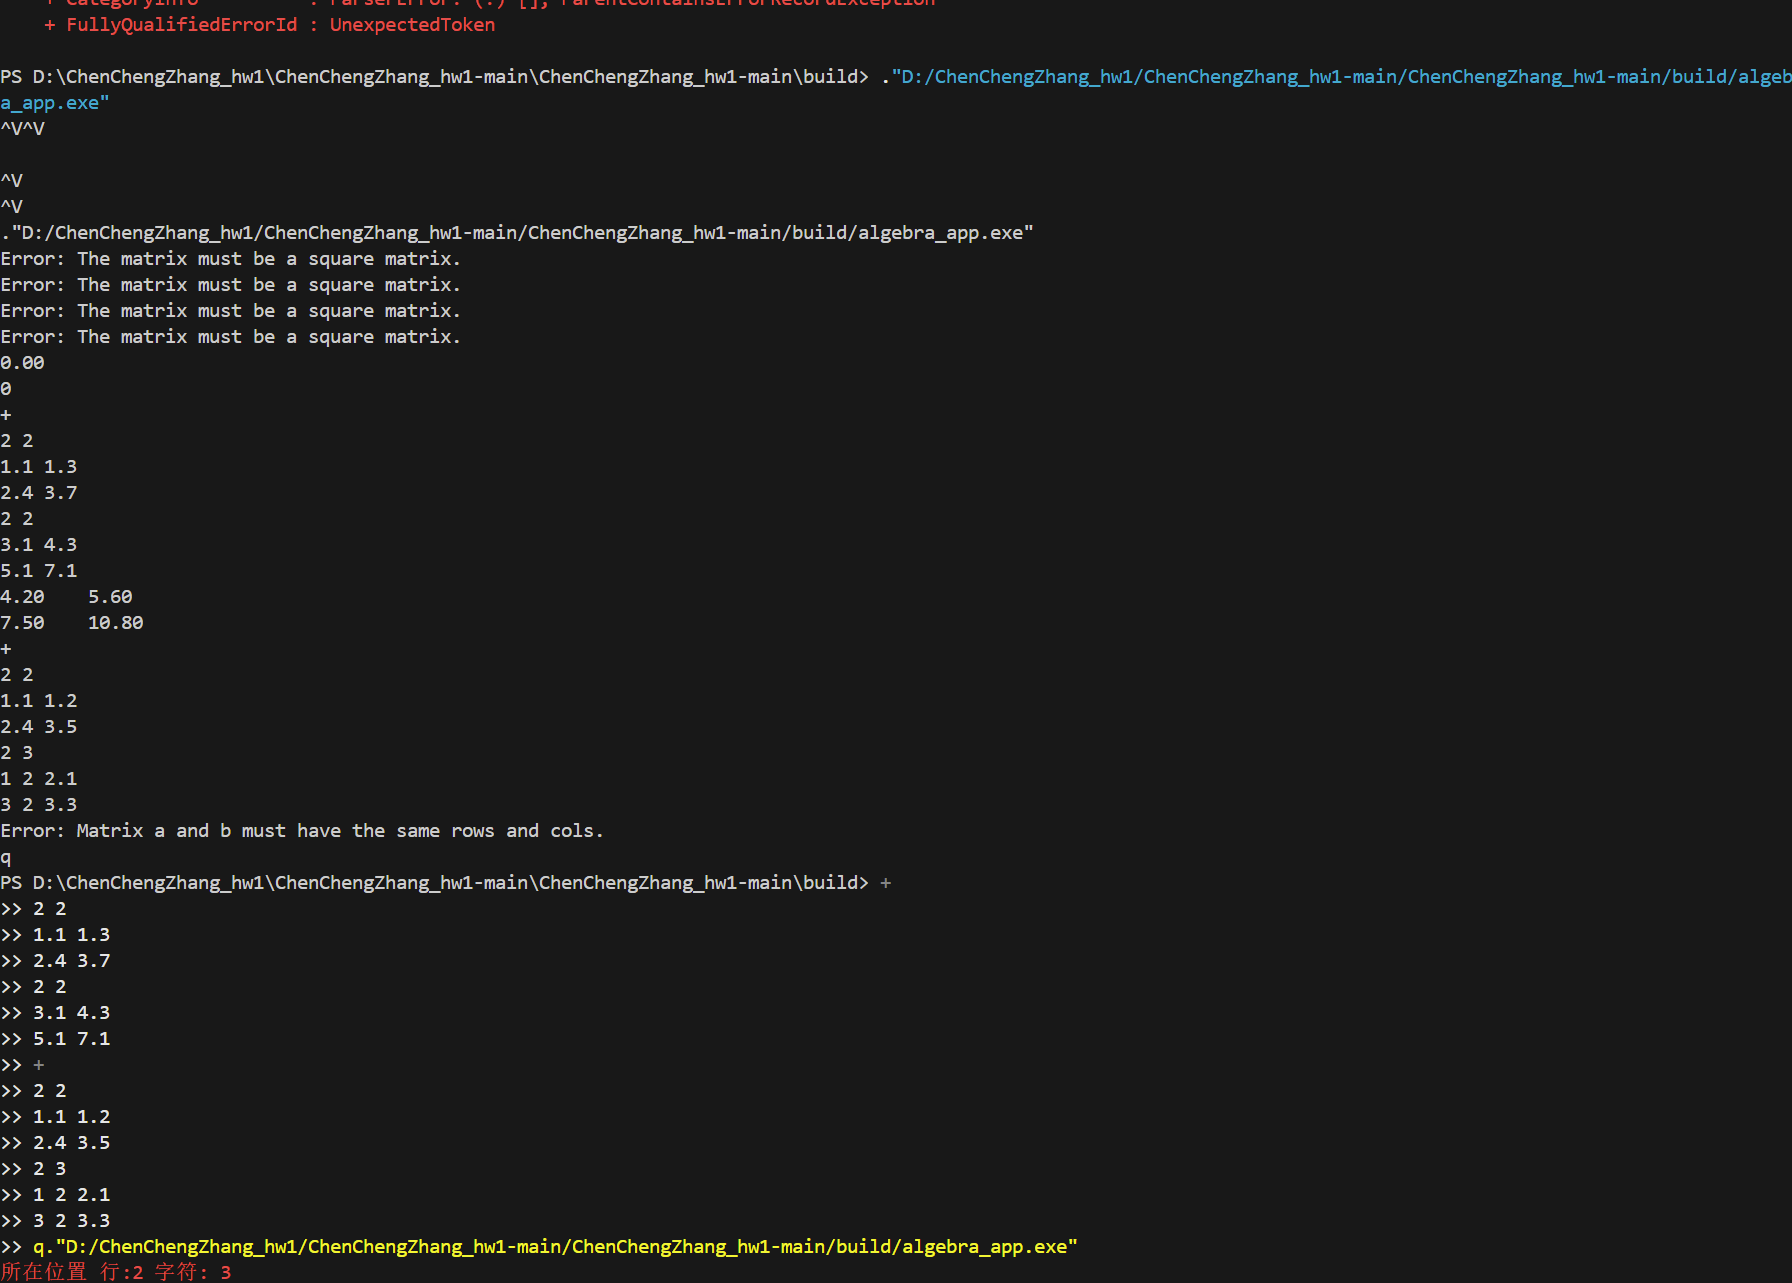 + CategoryInfo          : ParserError: (:) [], ParentContainsErrorRecordException
+ FullyQualifiedErrorId : UnexpectedToken
PS D:\ChenChengZhang_hw1\ChenChengZhang_hw1-main\ChenChengZhang_hw1-main\build> ."D:/ChenChengZhang_hw1/ChenChengZhang_hw1-main/ChenChengZhang_hw1-main/build/algebr
a_app.exe"
^V^V
^V
^V
."D:/ChenChengZhang_hw1/ChenChengZhang_hw1-main/ChenChengZhang_hw1-main/build/algebra_app.exe"
Error: The matrix must be a square matrix.
Error: The matrix must be a square matrix.
Error: The matrix must be a square matrix.
Error: The matrix must be a square matrix.
0.00
0
+
2 2
1.1 1.3
2.4 3.7
2 2
3.1 4.3
5.1 7.1
4.20    5.60
7.50    10.80
+
2 2
1.1 1.2
2.4 3.5
2 3
1 2 2.1
3 2 3.3
Error: Matrix a and b must have the same rows and cols.
q
PS D:\ChenChengZhang_hw1\ChenChengZhang_hw1-main\ChenChengZhang_hw1-main\build> +
>> 2 2
>> 1.1 1.3
>> 2.4 3.7
>> 2 2
>> 3.1 4.3
>> 5.1 7.1
>> +
>> 2 2
>> 1.1 1.2
>> 2.4 3.5
>> 2 3
>> 1 2 2.1
>> 3 2 3.3
>> q."D:/ChenChengZhang_hw1/ChenChengZhang_hw1-main/ChenChengZhang_hw1-main/build/algebra_app.exe"
所在位置 行:2 字符: 3